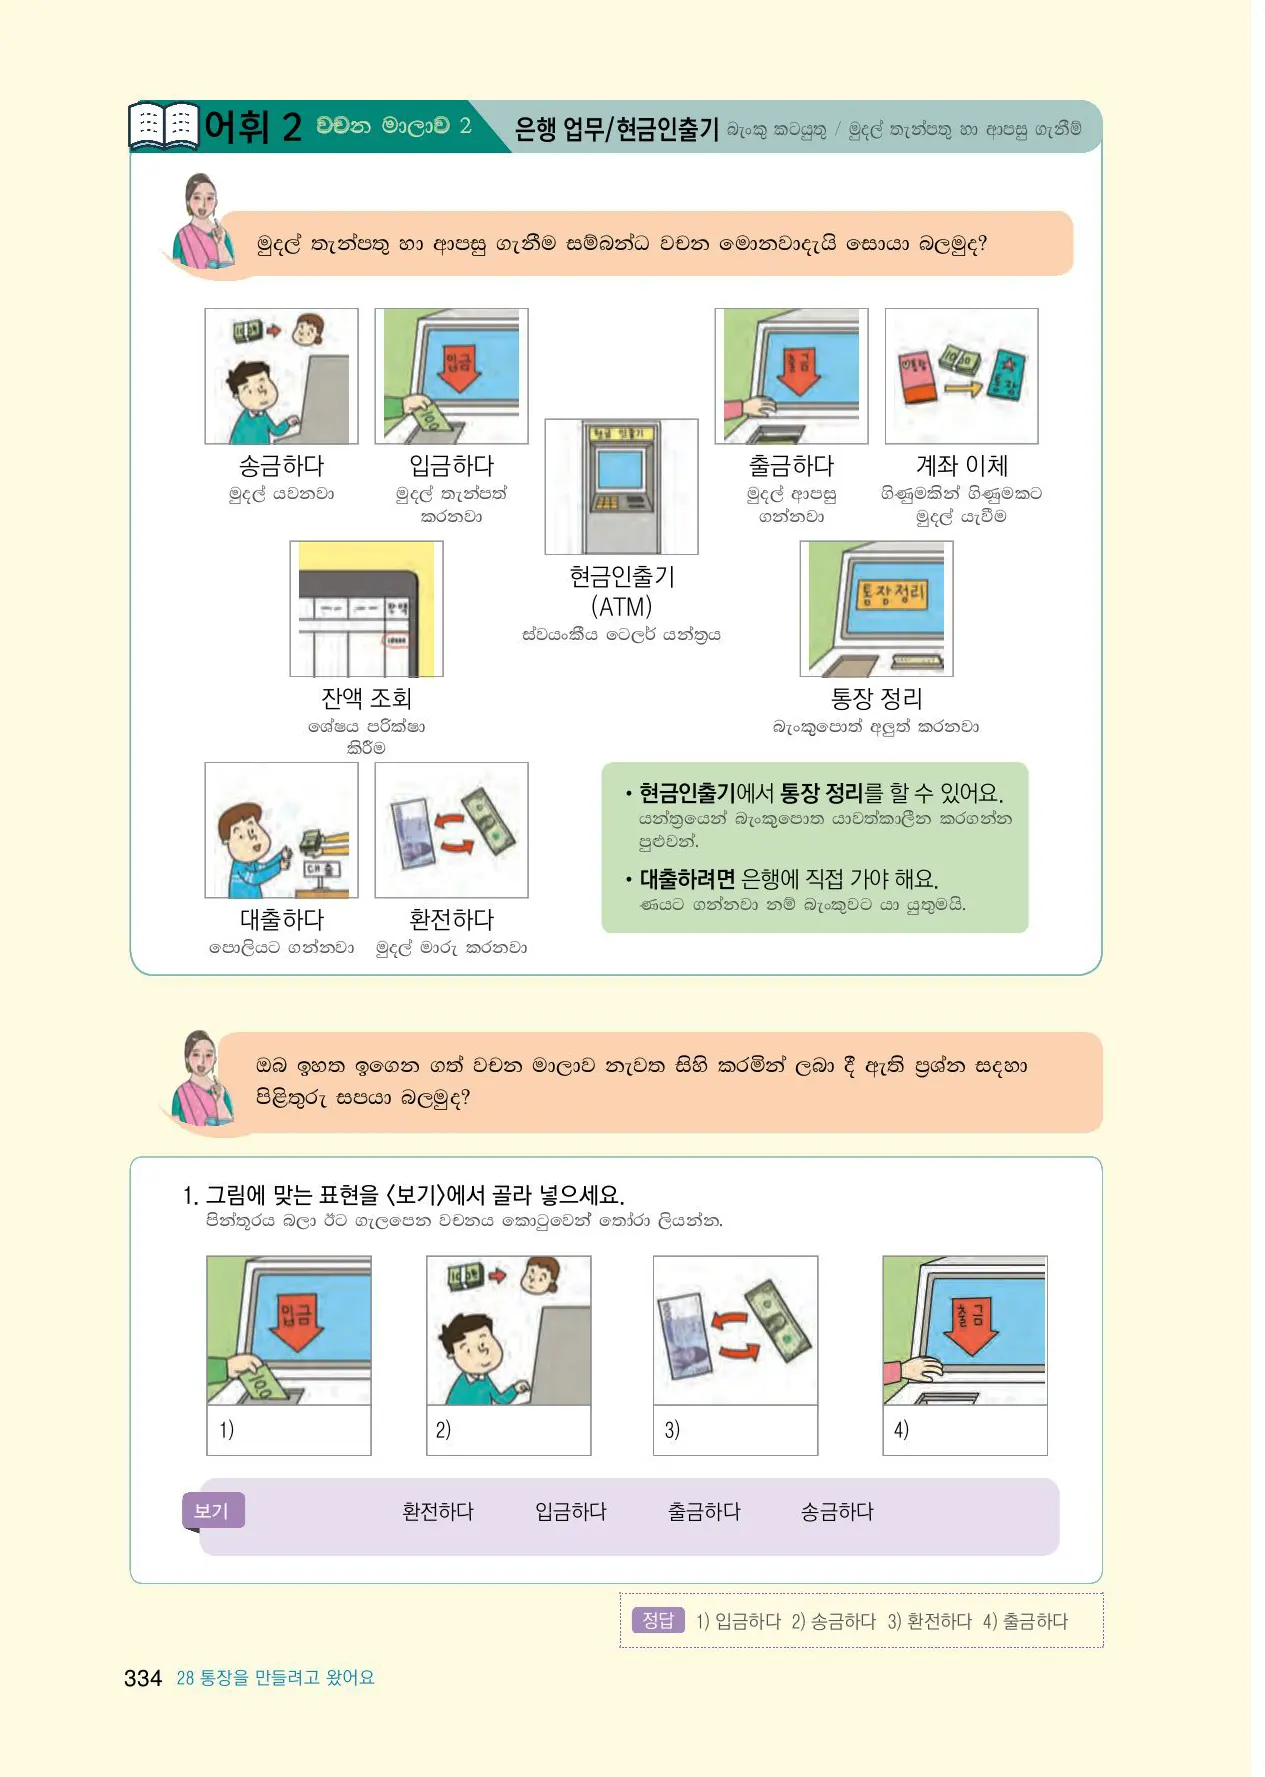 어휘 2 වචන මාලාව 2 은행 업무/현금인출기 බැංකු කටයුතු / මුදල් තැන්පතු හා ආපසු ගැනීම්
මුදල් තැන්පතු හා ආපසු ගැනීම සම්බන්ධ වචන මොනවාදැයි සොයා බලමුද?
입금
출금
통장
통장
송금하다
මුදල් යවනවා
입금하다
මුදල් තැන්පත්
කරනවා
현금 인출기
현금인출기
(ATM)
ස්වයංකීය ටෙලර් යන්ත්‍රය
출금하다
මුදල් ආපසු
ගන්නවා
계좌 이체
ගිණුමකින් ගිණුමකට
මුදල් යැවීම
잔액
잔액 조회
ශේෂය පරික්ෂා
කිරීම
통장정리
통장 정리
බැංකුපොත් අලුත් කරනවා
대출
대출하다
පොලියට ගන්නවා
환전하다
මුදල් මාරු කරනවා
• 현금인출기에서 통장 정리를 할 수 있어요.
යන්ත්‍රයෙන් බැංකුපොත යාවත්කාලීන කරගන්න
පුළුවන්.
• 대출하려면 은행에 직접 가야 해요.
ණයට ගන්නවා නම් බැංකුවට යා යුතුමයි.
ඔබ ඉහත ඉගෙන ගත් වචන මාලාව නැවත සිහි කරමින් ලබා දී ඇති ප්‍රශ්න සදහා
පිළිතුරු සපයා බලමුද?
1. 그림에 맞는 표현을 〈보기〉에서 골라 넣으세요.
පින්තූරය බලා ඊට ගැලපෙන වචනය කොටුවෙන් තෝරා ලියන්න.
입금
출금
1)
2)
3)
4)
보기 환전하다 입금하다 출금하다 송금하다
정답 1) 입금하다 2) 송금하다 3) 환전하다 4) 출금하다
334 28 통장을 만들려고 왔어요